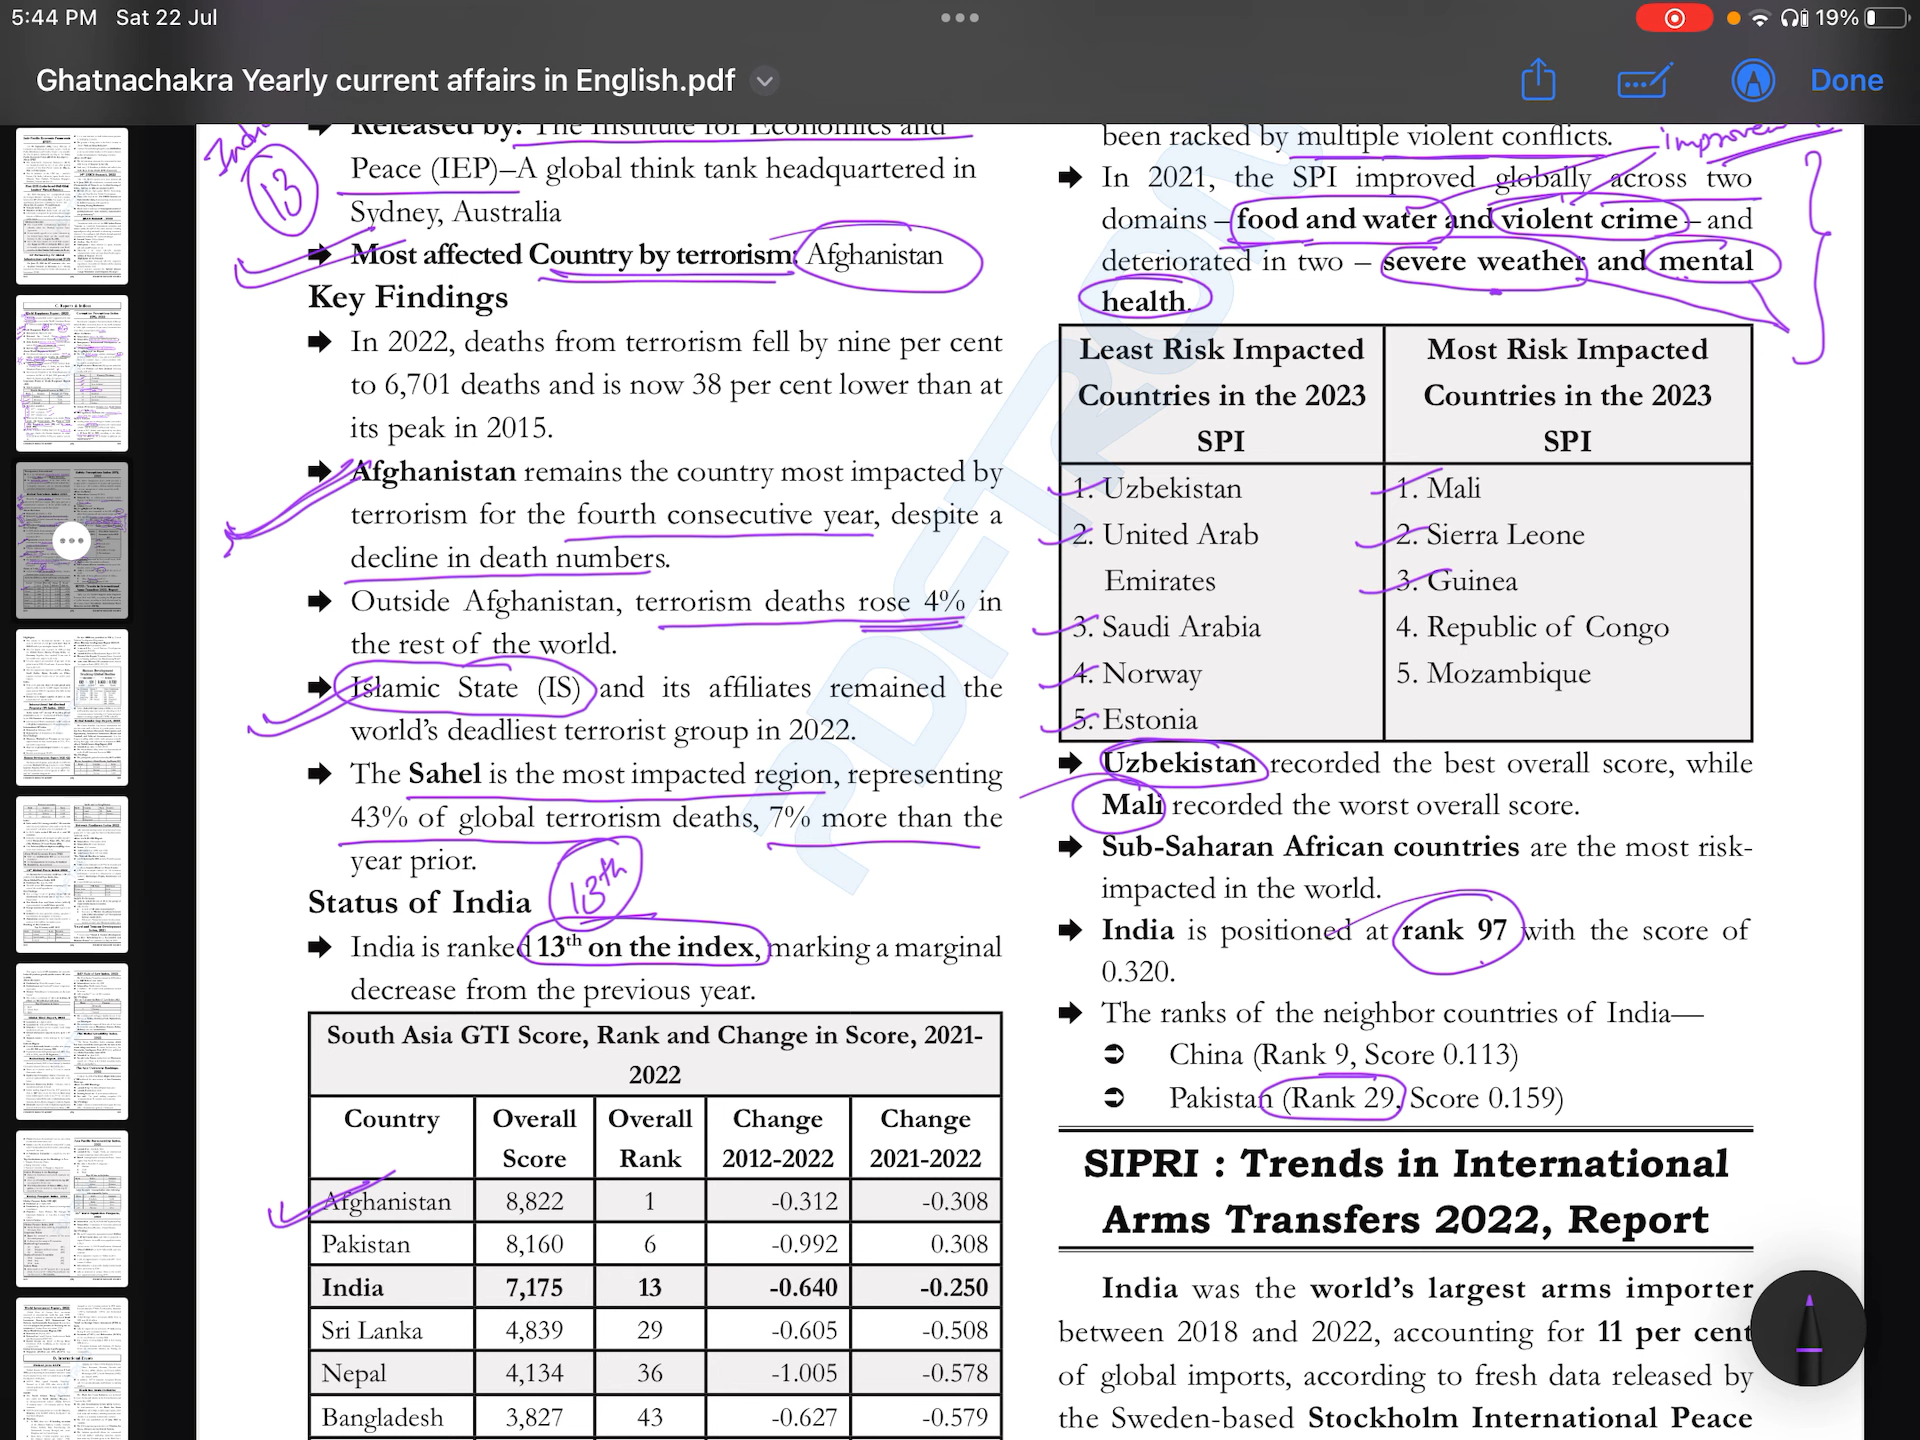 5:44 PM Sat 22 Jul
19%
Ghatnachakra Yearly current affairs in English.pdf
Done
13
Released by: The Institute for Economics and
Peace (IEP)–A global think tank headquartered in
Sydney, Australia
Most affected Country by terrorism: Afghanistan
Key Findings
In 2022, deaths from terrorism fell by nine per cent
to 6,701 deaths and is now 38 per cent lower than at
its peak in 2015.
Afghanistan remains the country most impacted by
terrorism for the fourth consecutive year, despite a
decline in death numbers.
Outside Afghanistan, terrorism deaths rose 4% in
the rest of the world.
Islamic State (IS) and its affiliates remained the
world's deadliest terrorist group in 2022.
The Sahel is the most impacted region, representing
43% of global terrorism deaths, 7% more than the
year prior.
13th
Status of India
India is ranked 13th on the index, marking a marginal
decrease from the previous year.
South Asia GTI Score, Rank and Change in Score, 2021-
2022
Country Overall Score Overall Rank Change 2012-2022 Change 2021-2022
Afghanistan 8,822 1 -0.312 -0.308
Pakistan 8,160 6 -0.992 0.308
India 7,175 13 -0.640 -0.250
Sri Lanka 4,839 29 -0.605 -0.508
Nepal 4,134 36 -1.005 -0.578
Bangladesh 3,827 43 -0.627 -0.579
been racked by multiple violent conflicts.
In 2021, the SPI improved globally across two
domains – food and water and violent crime – and
deteriorated in two – severe weather and mental
health.
Least Risk Impacted Countries in the 2023 SPI
Most Risk Impacted Countries in the 2023 SPI
1. Uzbekistan 1. Mali
2. United Arab 2. Sierra Leone
Emirates 3. Guinea
3. Saudi Arabia 4. Republic of Congo
4. Norway 5. Mozambique
5. Estonia
Uzbekistan recorded the best overall score, while
Mali recorded the worst overall score.
Sub-Saharan African countries are the most risk-
impacted in the world.
India is positioned at rank 97 with the score of
0.320.
The ranks of the neighbor countries of India—
China (Rank 9, Score 0.113)
Pakistan (Rank 29, Score 0.159)
SIPRI : Trends in International
Arms Transfers 2022, Report
India was the world's largest arms importer
between 2018 and 2022, accounting for 11 per cent
of global imports, according to fresh data released by
the Sweden-based Stockholm International Peace